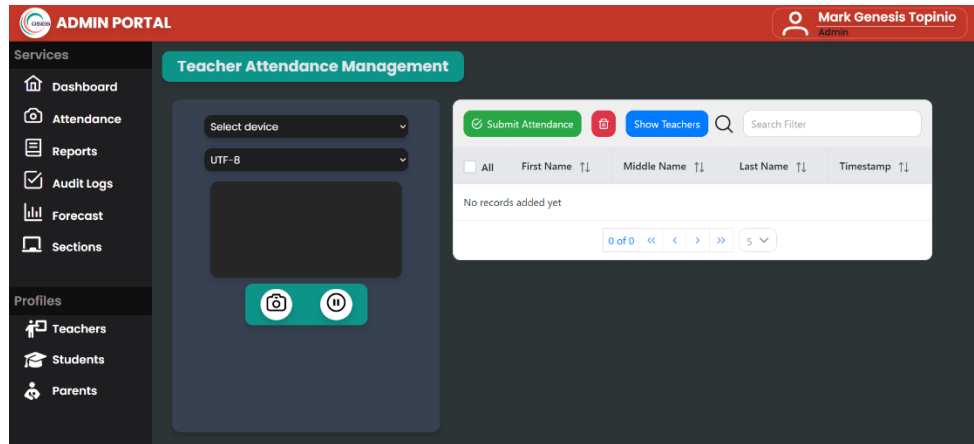 OBEIS ADMIN PORTAL
Mark Genesis Topinio
Admin
Services
Dashboard
Attendance
Reports
Audit Logs
Forecast
Sections
Profiles
Teachers
Students
Parents
Teacher Attendance Management
Select device
UTF-8
Submit Attendance
Show Teachers
Search Filter
All First Name Middle Name Last Name Timestamp
No records added yet
0 of 0 « < > » 5